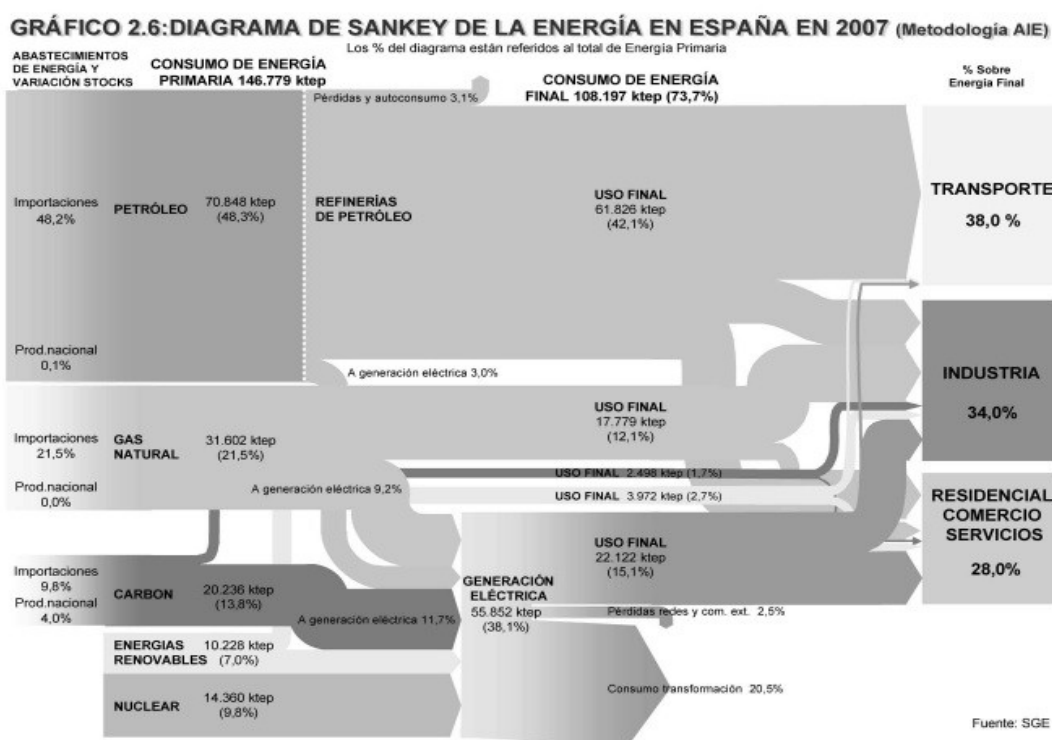 GRÁFICO 2.6:DIAGRAMA DE SANKEY DE LA ENERGÍA EN ESPAÑA EN 2007 (Metodología AIE)
Los % del diagrama están referidos al total de Energía Primaria
ABASTECIMIENTOS
DE ENERGÍA Y
VARIACIÓN STOCKS
CONSUMO DE ENERGÍA
PRIMARIA 146.779 ktep
Pérdidas y autoconsumo 3,1%
CONSUMO DE ENERGÍA
FINAL 108.197 ktep (73,7%)
% Sobre
Energia Final
Importaciones
48,2%
PETRÓLEO
70.848 ktep
(48,3%)
REFINERÍAS
DE PETRÓLEO
USO FINAL
61.826 ktep
(42,1%)
TRANSPORTE
38,0 %
Prod.nacional
0,1%
A generación eléctrica 3,0%
INDUSTRIA
34,0%
Importaciones
21,5%
Prod.nacional
0,0%
GAS
NATURAL
31.602 ktep
(21,5%)
A generación eléctrica 9,2%
USO FINAL
17.779 ktep
(12,1%)
USO FINAL 2.498 ktep (1,7%)
USO FINAL 3.972 ktep (2,7%)
RESIDENCIAL
COMERCIO
SERVICIOS
28,0%
USO FINAL
22.122 ktep
(15,1%)
Importaciones
9,8%
Prod.nacional
4,0%
CARBON
20.236 ktep
(13,8%)
A generación eléctrica 11,7%
GENERACIÓN
ELÉCTRICA
55.852 ktep
(38,1%)
Pérdidas redes y com. ext. 2,5%
ENERGIAS
RENOVABLES
10.228 ktep
(7,0%)
Consumo transformación 20,5%
NUCLEAR
14.360 ktep
(9,8%)
Fuente: SGE